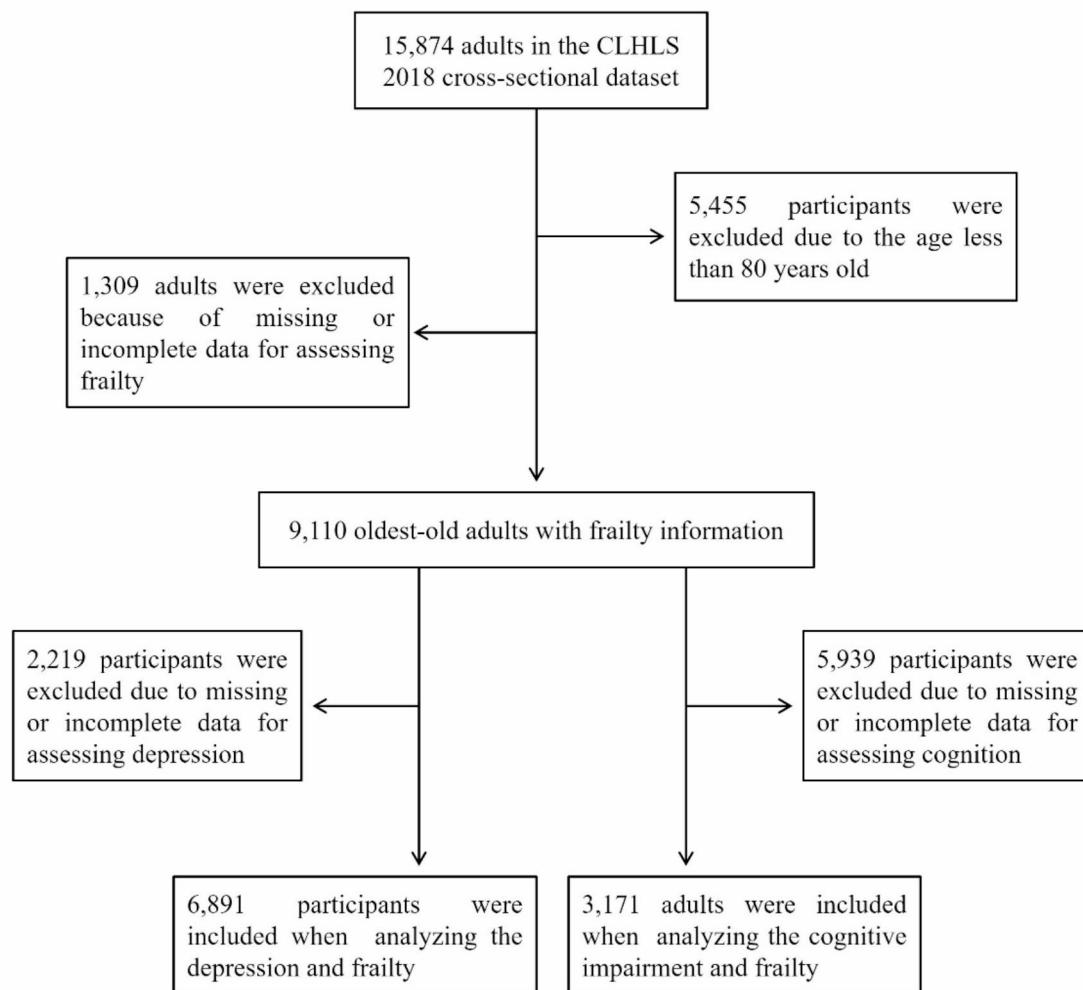 15,874 adults in the CLHLS
2018 cross-sectional dataset
5,455 participants were
excluded due to the age less
than 80 years old
1,309 adults were excluded
because of missing or
incomplete data for assessing
frailty
9,110 oldest-old adults with frailty information
2,219 participants were
excluded due to missing
or incomplete data for
assessing depression
5,939 participants were
excluded due to missing
or incomplete data for
assessing cognition
6,891 participants were
included when analyzing the
depression and frailty
3,171 adults were included
when analyzing the cognitive
impairment and frailty